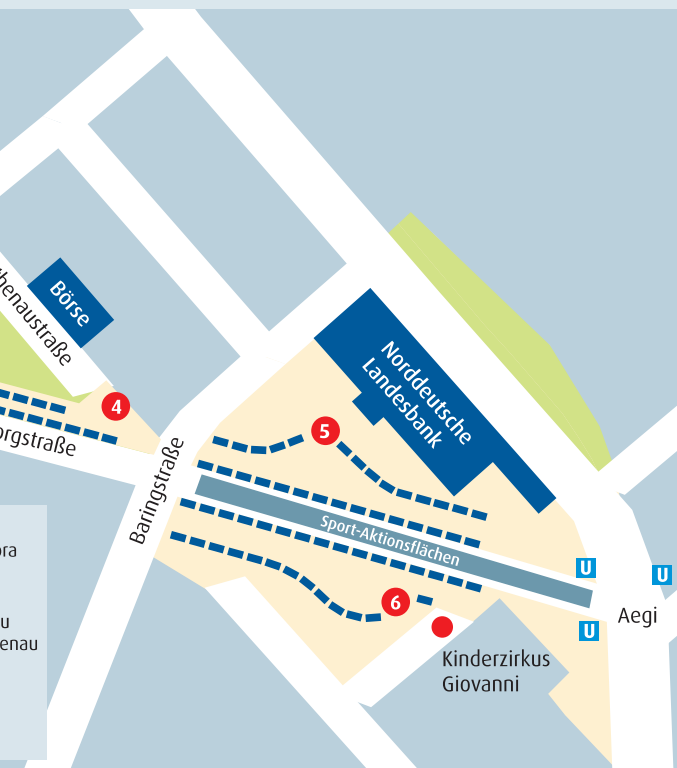 Börse
4
Norddeutsche
Landesbank
5
Baringstraße
Sport-Aktionsflächen
6
U
U
U
Aegi
Kinderzirkus
Giovanni